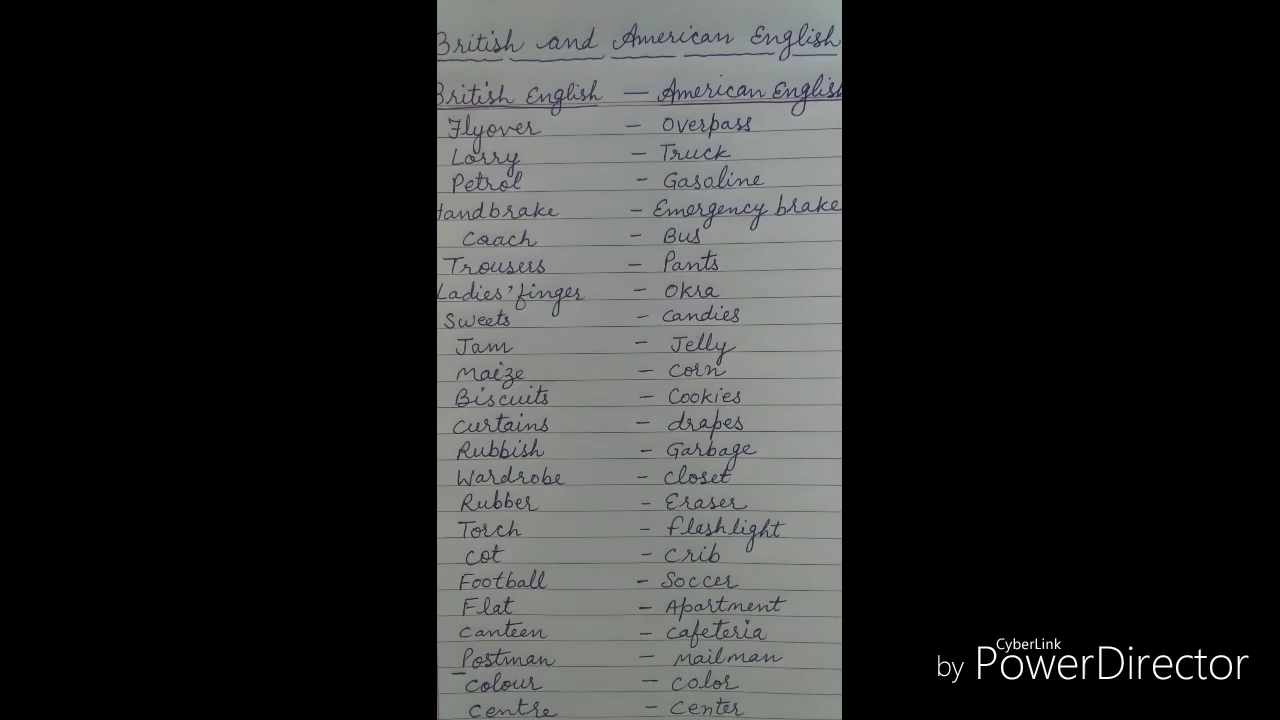 British and American English
British English — American English
Flyover – Overpass
Lorry – Truck
Petrol – Gasoline
Handbrake – Emergency brake
Coach – Bus
Trousers – Pants
Ladies' finger – Okra
Sweets – candies
Jam – Jelly
Maize – corn
Biscuits – Cookies
curtains – drapes
Rubbish – Garbage
Wardrobe – closet
Rubber – Eraser
Torch – flashlight
cot – crib
Football – Soccer
Flat – Apartment
canteen – cafeteria
Postman – mailman
colour – color
centre – center
CyberLink
by PowerDirector